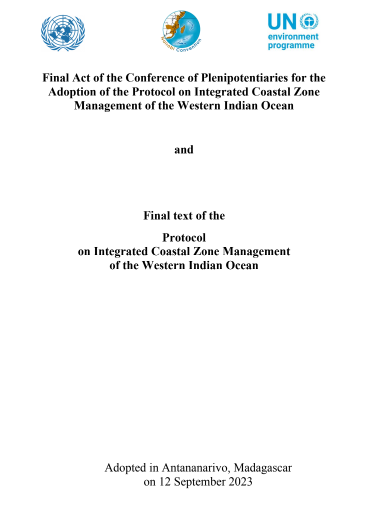 UN
environment
programme
Nairobi Convention
Final Act of the Conference of Plenipotentiaries for the
Adoption of the Protocol on Integrated Coastal Zone
Management of the Western Indian Ocean
and
Final text of the
Protocol
on Integrated Coastal Zone Management
of the Western Indian Ocean
Adopted in Antananarivo, Madagascar
on 12 September 2023